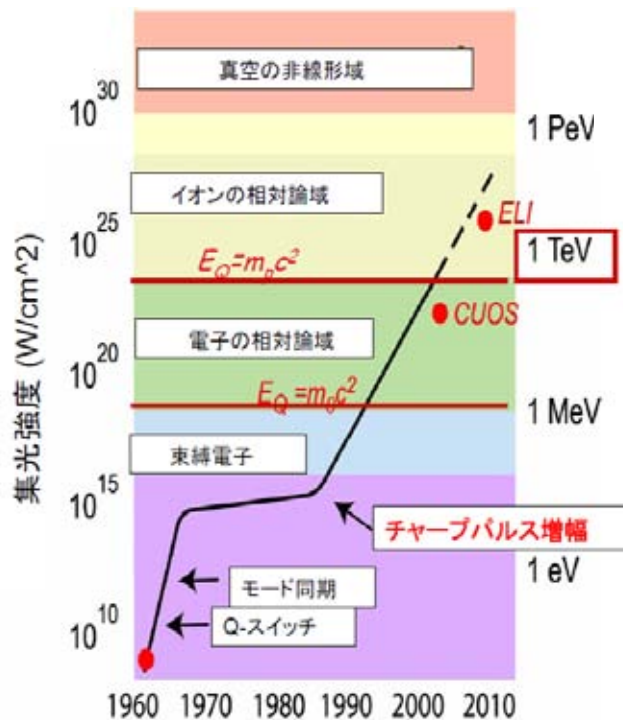 真空の非線形域
10^30
1 PeV
イオンの相対論域
ELI
10^25
1 TeV
E_Q=m_pc^2
CUOS
電子の相対論域
10^20
E_Q=m_0c^2
1 MeV
集光強度 (W/cm^2)
束縛電子
10^15
チャープパルス増幅
1 eV
モード同期
10^10
Q-スイッチ
1960 1970 1980 1990 2000 2010